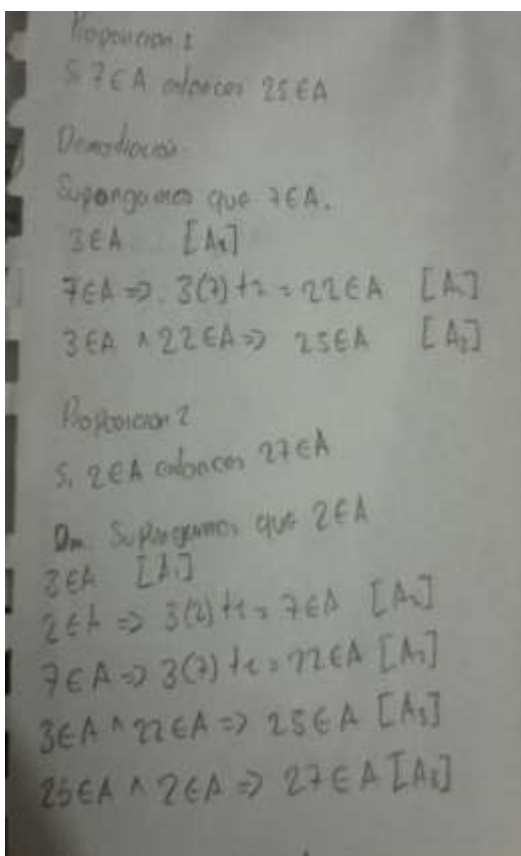 Proposicion 1
Si 7∈A entonces 25∈A
Demostración
Supongamos que 7∈A.
3∈A [A₁]
7∈A ⇒ 3(7)+1 = 22∈A [A₂]
3∈A ∧ 22∈A ⇒ 25∈A [A₃]
Proposicion 2
Si 2∈A entonces 27∈A
Dm. Supongamos que 2∈A
3∈A [A₁]
2∈A ⇒ 3(2)+1 = 7∈A [A₂]
7∈A ⇒ 3(7)+1 = 22∈A [A₂]
3∈A ∧ 22∈A ⇒ 25∈A [A₃]
25∈A ∧ 2∈A ⇒ 27∈A [A₃]